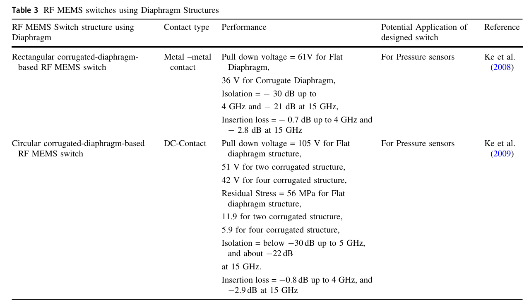 Table 3 RF MEMS switches using Diaphragm Structures
RF MEMS Switch structure using Diaphragm
Contact type
Performance
Potential Application of designed switch
Reference
Rectangular corrugated-diaphragm-based RF MEMS switch
Metal –metal contact
Pull down voltage = 61V for Flat
Diaphragm,
36 V for Corrugate Diaphragm,
Isolation = − 30 dB up to
4 GHz and − 21 dB at 15 GHz,
Insertion loss = − 0.7 dB up to 4 GHz and
− 2.8 dB at 15 GHz
For Pressure sensors
Ke et al.
(2008)
Circular corrugated-diaphragm-based
RF MEMS switch
DC-Contact
Pull down voltage = 105 V for Flat
diaphragm structure,
51 V for two corrugated structure,
42 V for four corrugated structure,
Residual Stress = 56 MPa for Flat
diaphragm structure,
11.9 for two corrugated structure,
5.9 for four corrugated structure,
Isolation = below −30 dB up to 5 GHz,
and about −22 dB
at 15 GHz.
Insertion loss = −0.8 dB up to 4 GHz, and
−2.9 dB at 15 GHz
For Pressure sensors
Ke et al.
(2009)